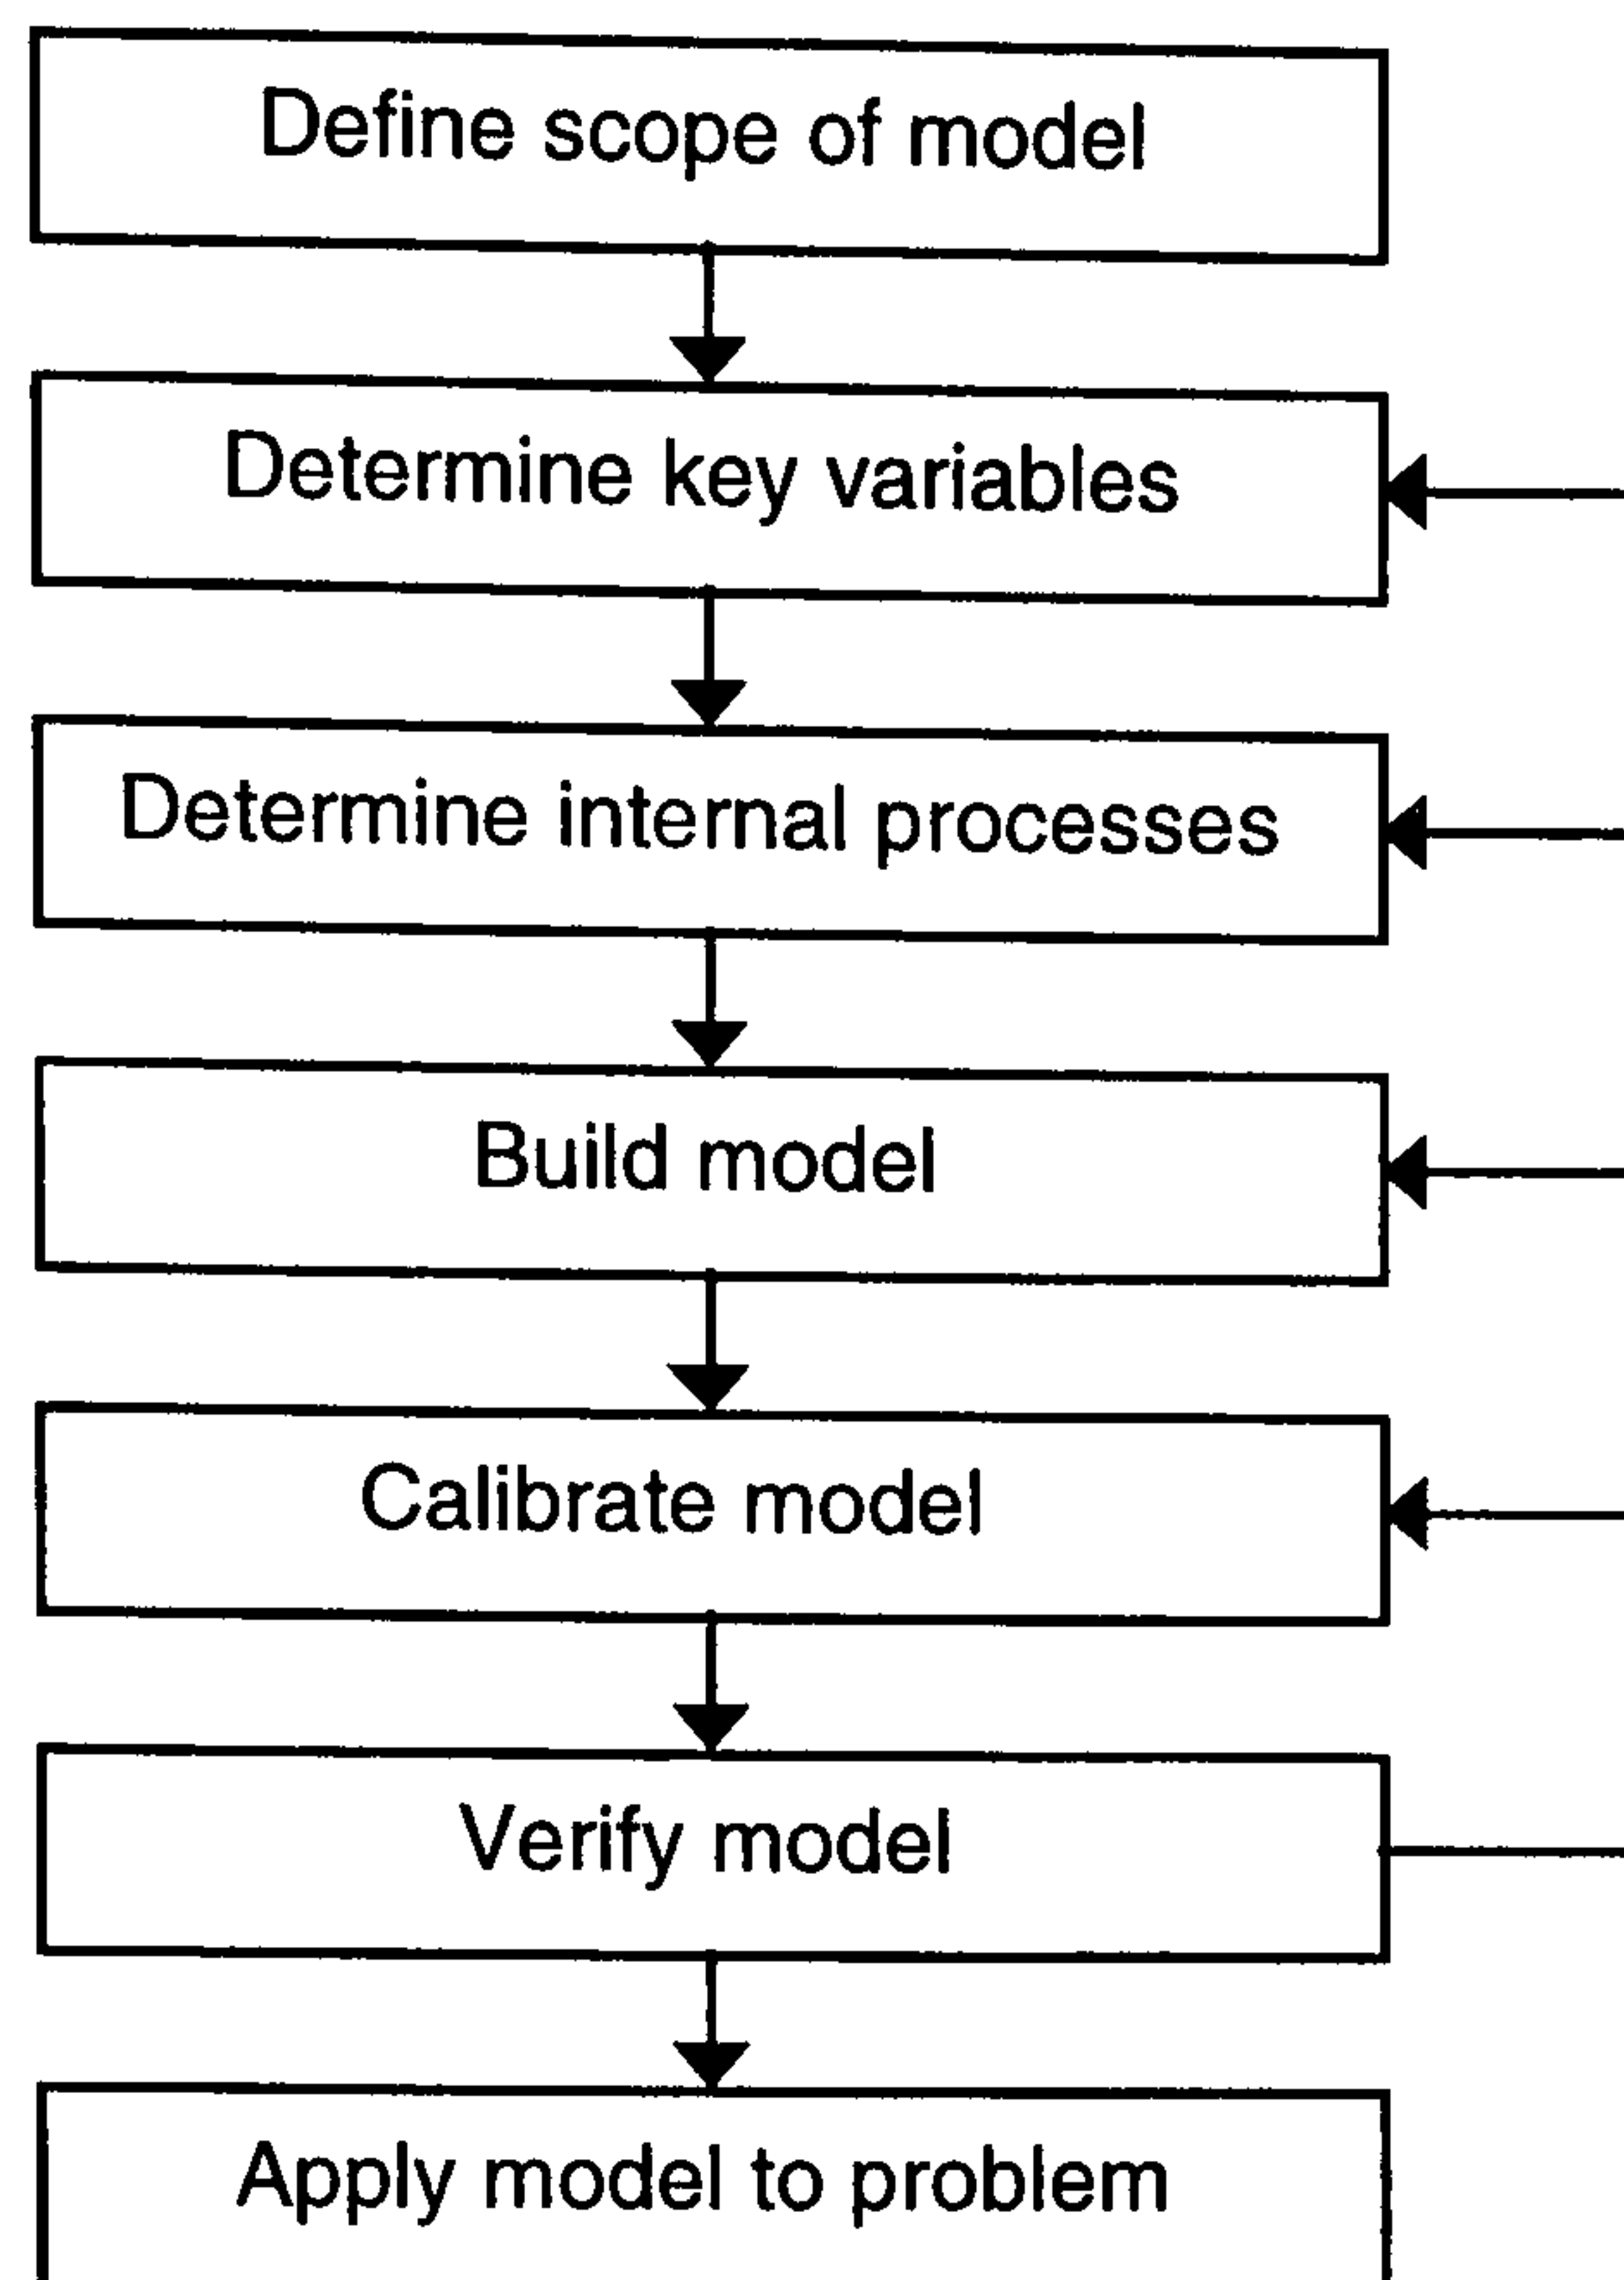 Define scope of model
Determine key variables
Determine internal processes
Build model
Calibrate model
Verify model
Apply model to problem